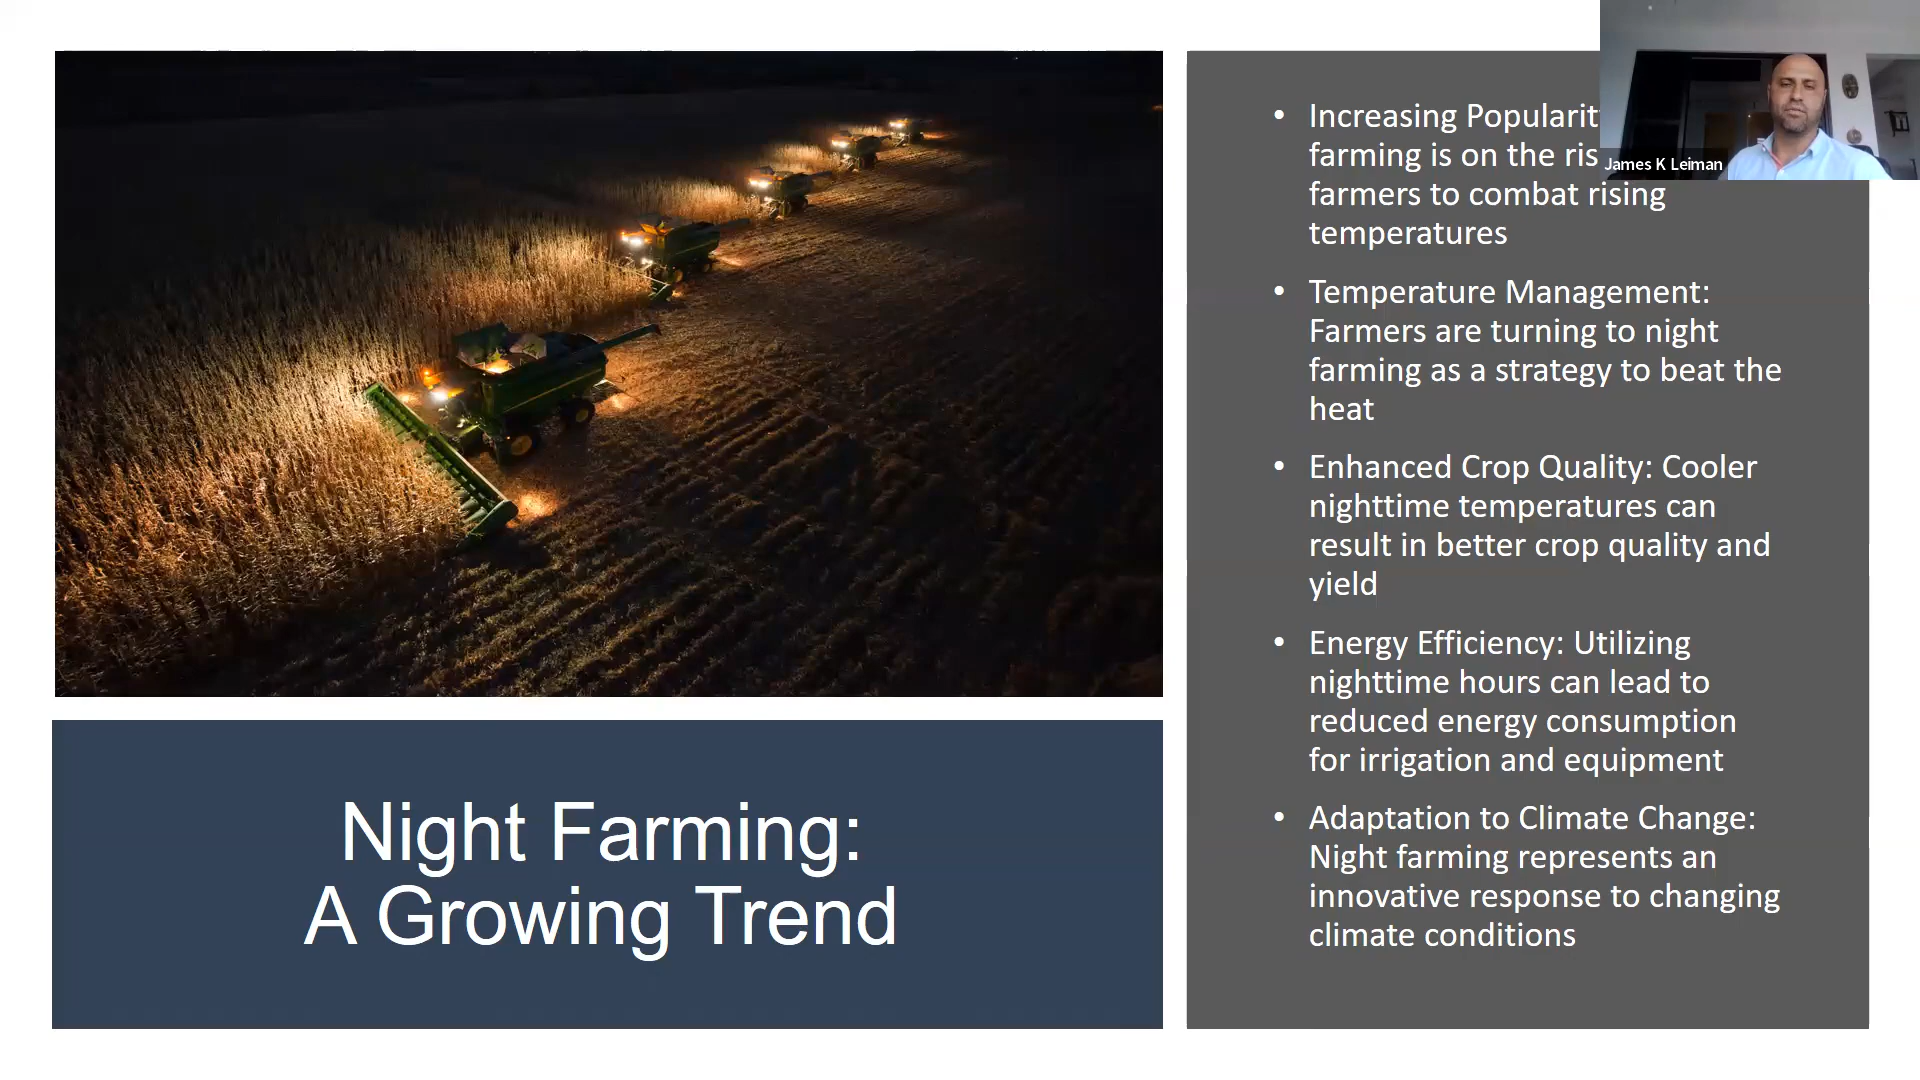 • Increasing Popularit
farming is on the ris
farmers to combat rising
temperatures
• Temperature Management:
Farmers are turning to night
farming as a strategy to beat the
heat
• Enhanced Crop Quality: Cooler
nighttime temperatures can
result in better crop quality and
yield
• Energy Efficiency: Utilizing
nighttime hours can lead to
reduced energy consumption
for irrigation and equipment
• Adaptation to Climate Change:
Night farming represents an
innovative response to changing
climate conditions
Night Farming:
A Growing Trend
James K Leiman